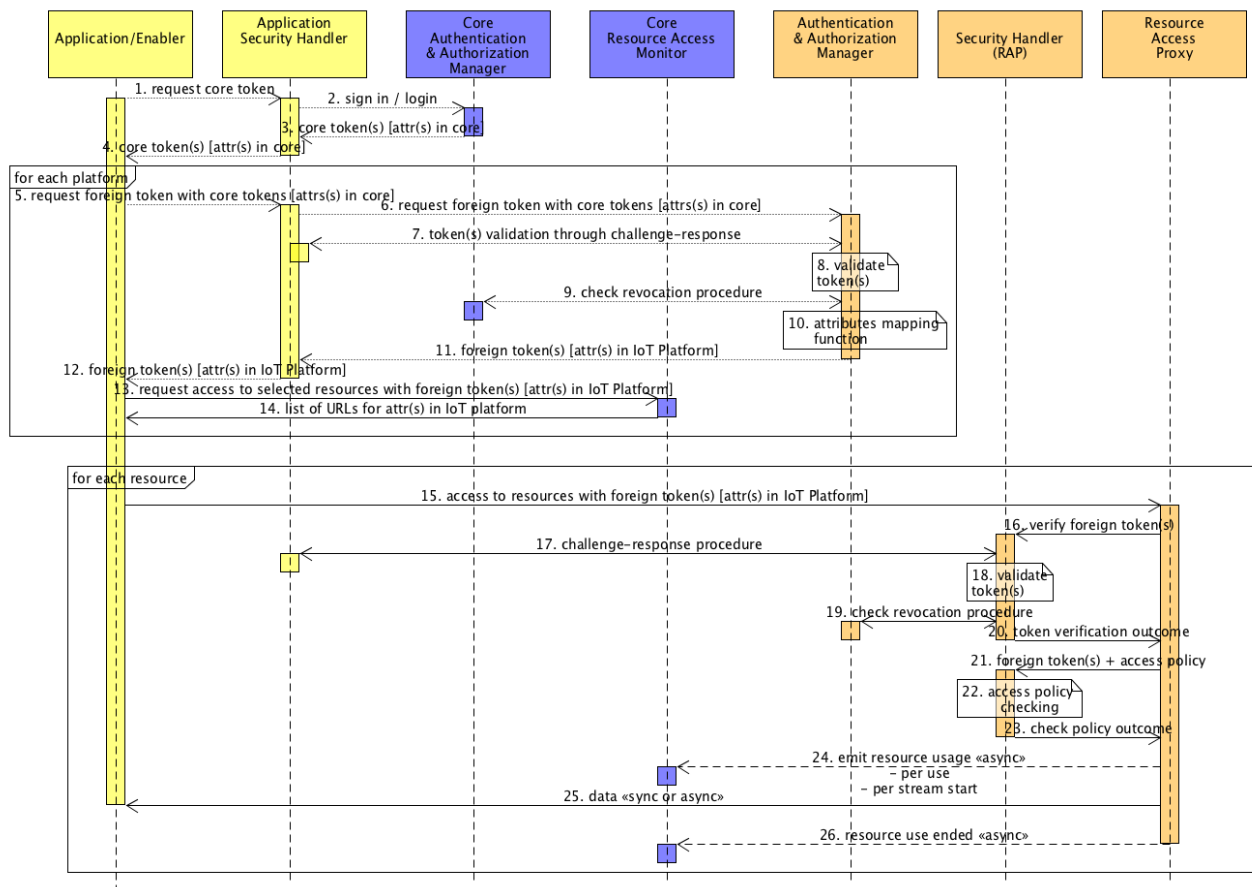 Application/Enabler
Application
Security Handler
Core
Authentication
& Authorization
Manager
Core
Resource Access
Monitor
Authentication
& Authorization
Manager
Security Handler
(RAP)
Resource
Access
Proxy
1. request core token
2. sign in / login
3. core token(s) [attr(s) in core]
4. core token(s) [attr(s) in core]
for each platform
5. request foreign token with core tokens [attrs(s) in core]
6. request foreign token with core tokens [attrs(s) in core]
7. token(s) validation through challenge-response
8. validate
token(s)
9. check revocation procedure
10. attributes mapping
function
11. foreign token(s) [attr(s) in IoT Platform]
12. foreign token(s) [attr(s) in IoT Platform]
13. request access to selected resources with foreign token(s) [attr(s) in IoT Platform]
14. list of URLs for attr(s) in IoT platform
for each resource
15. access to resources with foreign token(s) [attr(s) in IoT Platform]
16. verify foreign token(s)
17. challenge-response procedure
18. validate
token(s)
19. check revocation procedure
20. token verification outcome
21. foreign token(s) + access policy
22. access policy
checking
23. check policy outcome
24. emit resource usage «async»
- per use
- per stream start
25. data «sync or async»
26. resource use ended «async»